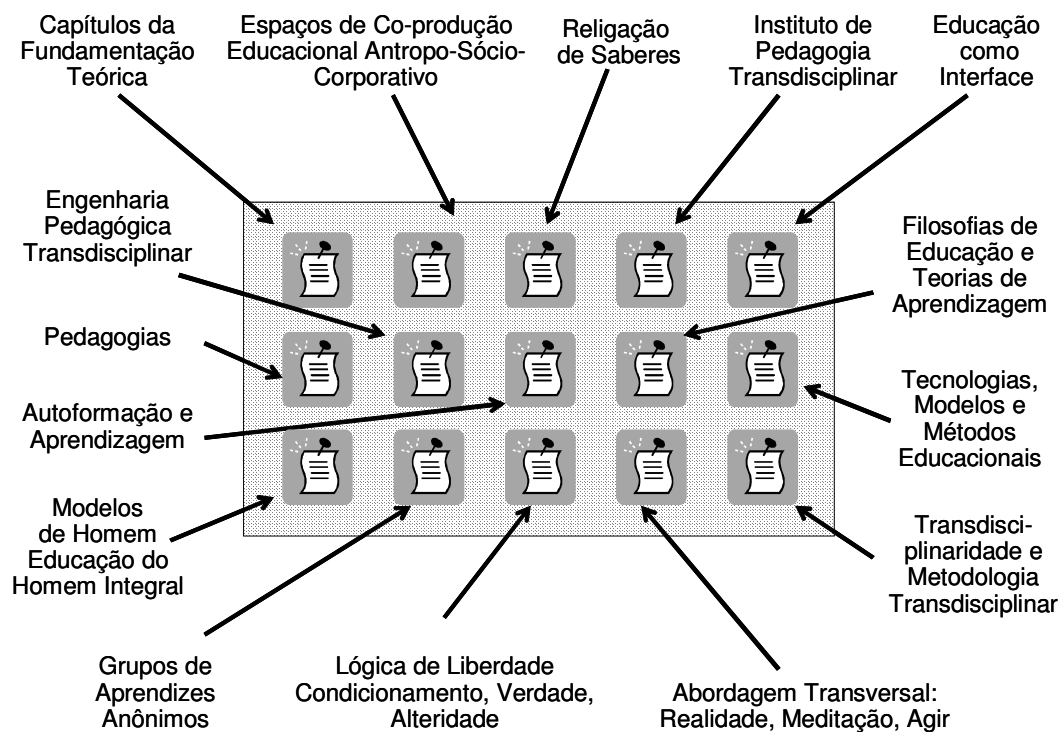 Capítulos da
Fundamentação
Teórica
Espaços de Co-produção
Educacional Antropo-Sócio-
Corporativo
Religação
de Saberes
Instituto de
Pedagogia
Transdisciplinar
Educação
como
Interface
Engenharia
Pedagógica
Transdisciplinar
Filosofias de
Educação e
Teorias de
Aprendizagem
Pedagogias
Autoformação e
Aprendizagem
Tecnologias,
Modelos e
Métodos
Educacionais
Modelos
de Homem
Educação do
Homem Integral
Transdisci-
plinaridade e
Metodologia
Transdisciplinar
Grupos de
Aprendizes
Anônimos
Lógica de Liberdade
Condicionamento, Verdade,
Alteridade
Abordagem Transversal:
Realidade, Meditação, Agir